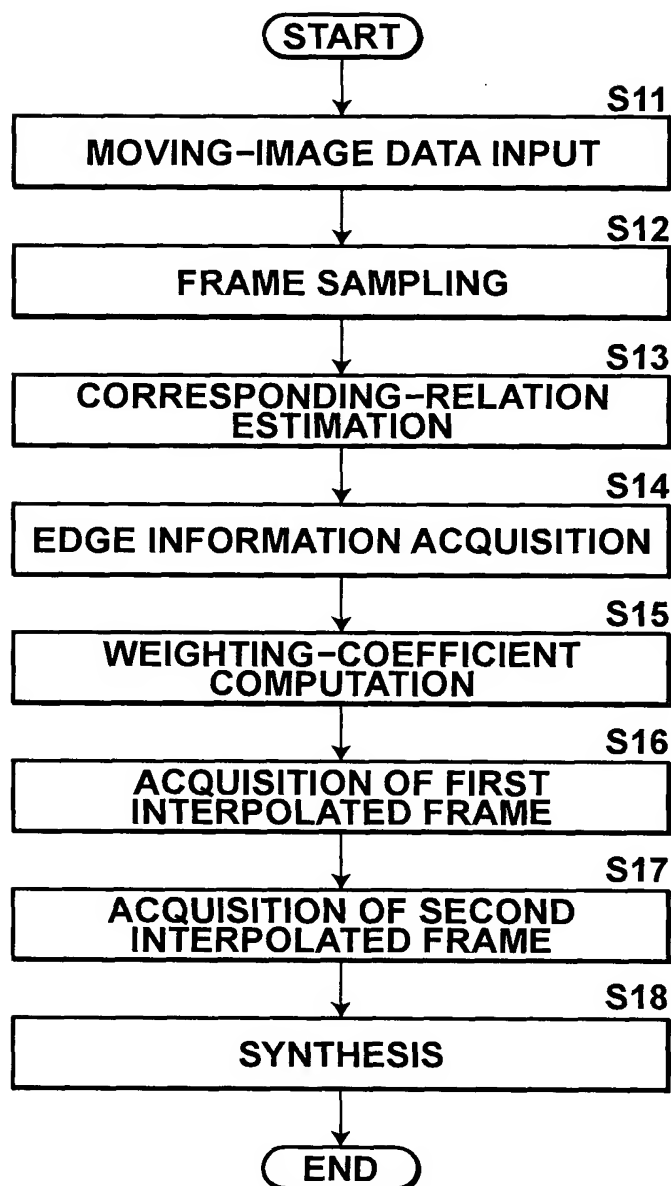 START
S11
MOVING-IMAGE DATA INPUT
S12
FRAME SAMPLING
S13
CORRESPONDING-RELATION
ESTIMATION
S14
EDGE INFORMATION ACQUISITION
S15
WEIGHTING-COEFFICIENT
COMPUTATION
S16
ACQUISITION OF FIRST
INTERPOLATED FRAME
S17
ACQUISITION OF SECOND
INTERPOLATED FRAME
S18
SYNTHESIS
END